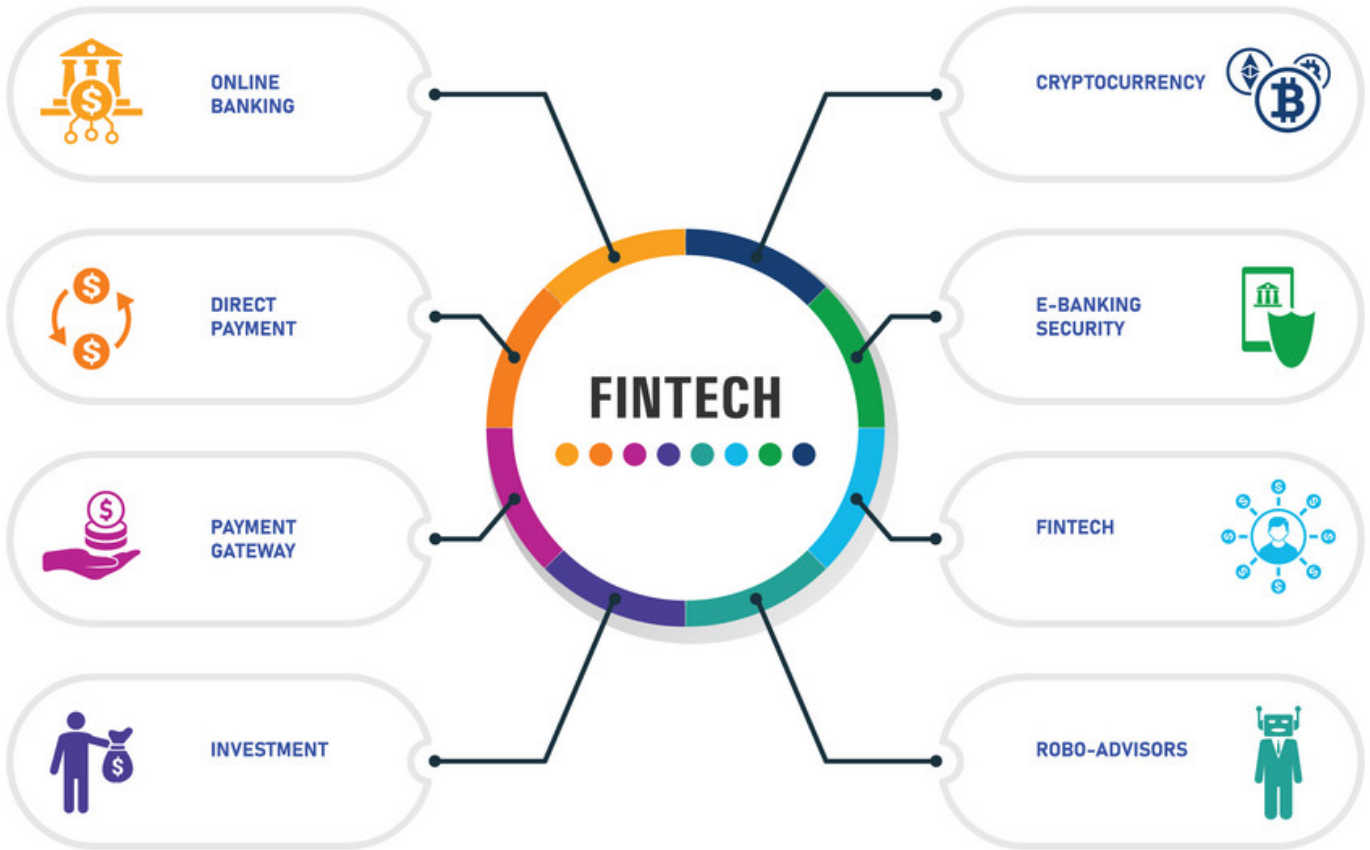 ONLINE
BANKING
DIRECT
PAYMENT
PAYMENT
GATEWAY
INVESTMENT
FINTECH
CRYPTOCURRENCY
E-BANKING
SECURITY
FINTECH
ROBO-ADVISORS